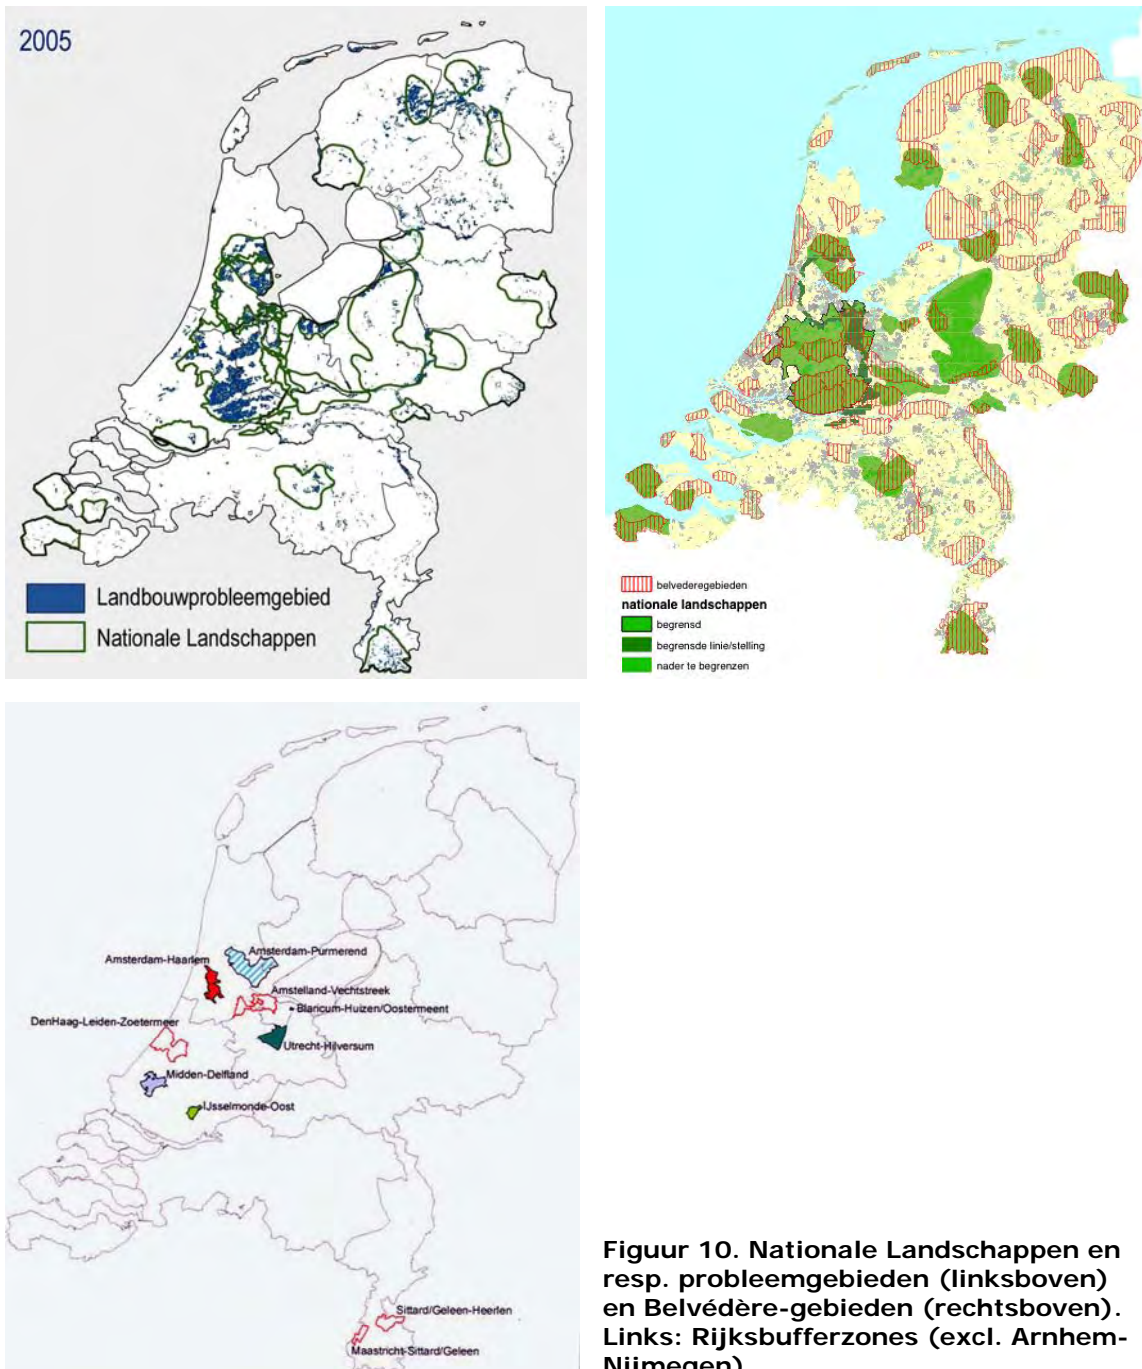 2005
Landbouwprobleemgebied
Nationale Landschappen
belvederegebieden
nationale landschappen
begrensd
begrensde linie/stelling
nader te begrenzen
Amsterdam-Purmerend
Amsterdam-Haarlem
Amstelland-Vechtstreek
Blaricum-Huizen/Oostermeent
DenHaag-Leiden-Zoetermeer
Utrecht-Hilversum
Midden-Delfland
IJsselmonde-Oost
Sittard/Geleen-Heerlen
Maastricht-Sittard/Geleen
Figuur 10. Nationale Landschappen en
resp. probleemgebieden (linksboven)
en Belvédère-gebieden (rechtsboven).
Links: Rijksbufferzones (excl. Arnhem-
Nijmegen)